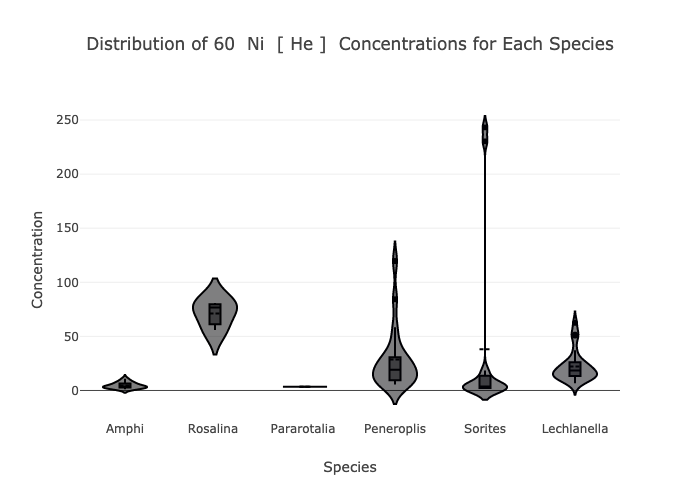 Distribution of 60  Ni  [ He ]  Concentrations for Each Species
Concentration
250
200
150
100
50
0
Amphi Rosalina Pararotalia Peneroplis Sorites Lechlanella
Species